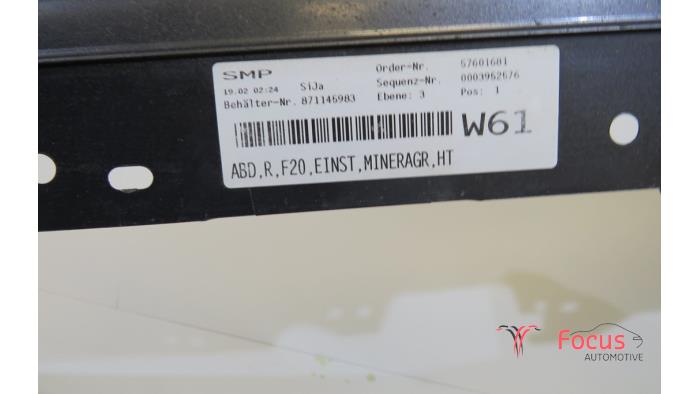 SMP Order-Nr. 57601681
19.02 02:24 SiJa Sequenz-Nr. 0003952676
Behälter-Nr. 871145983 Ebene: 3 Pos: 1
W61
ABD,R,F20,EINST,MINERAGR,HT
Focus
AUTOMOTIVE